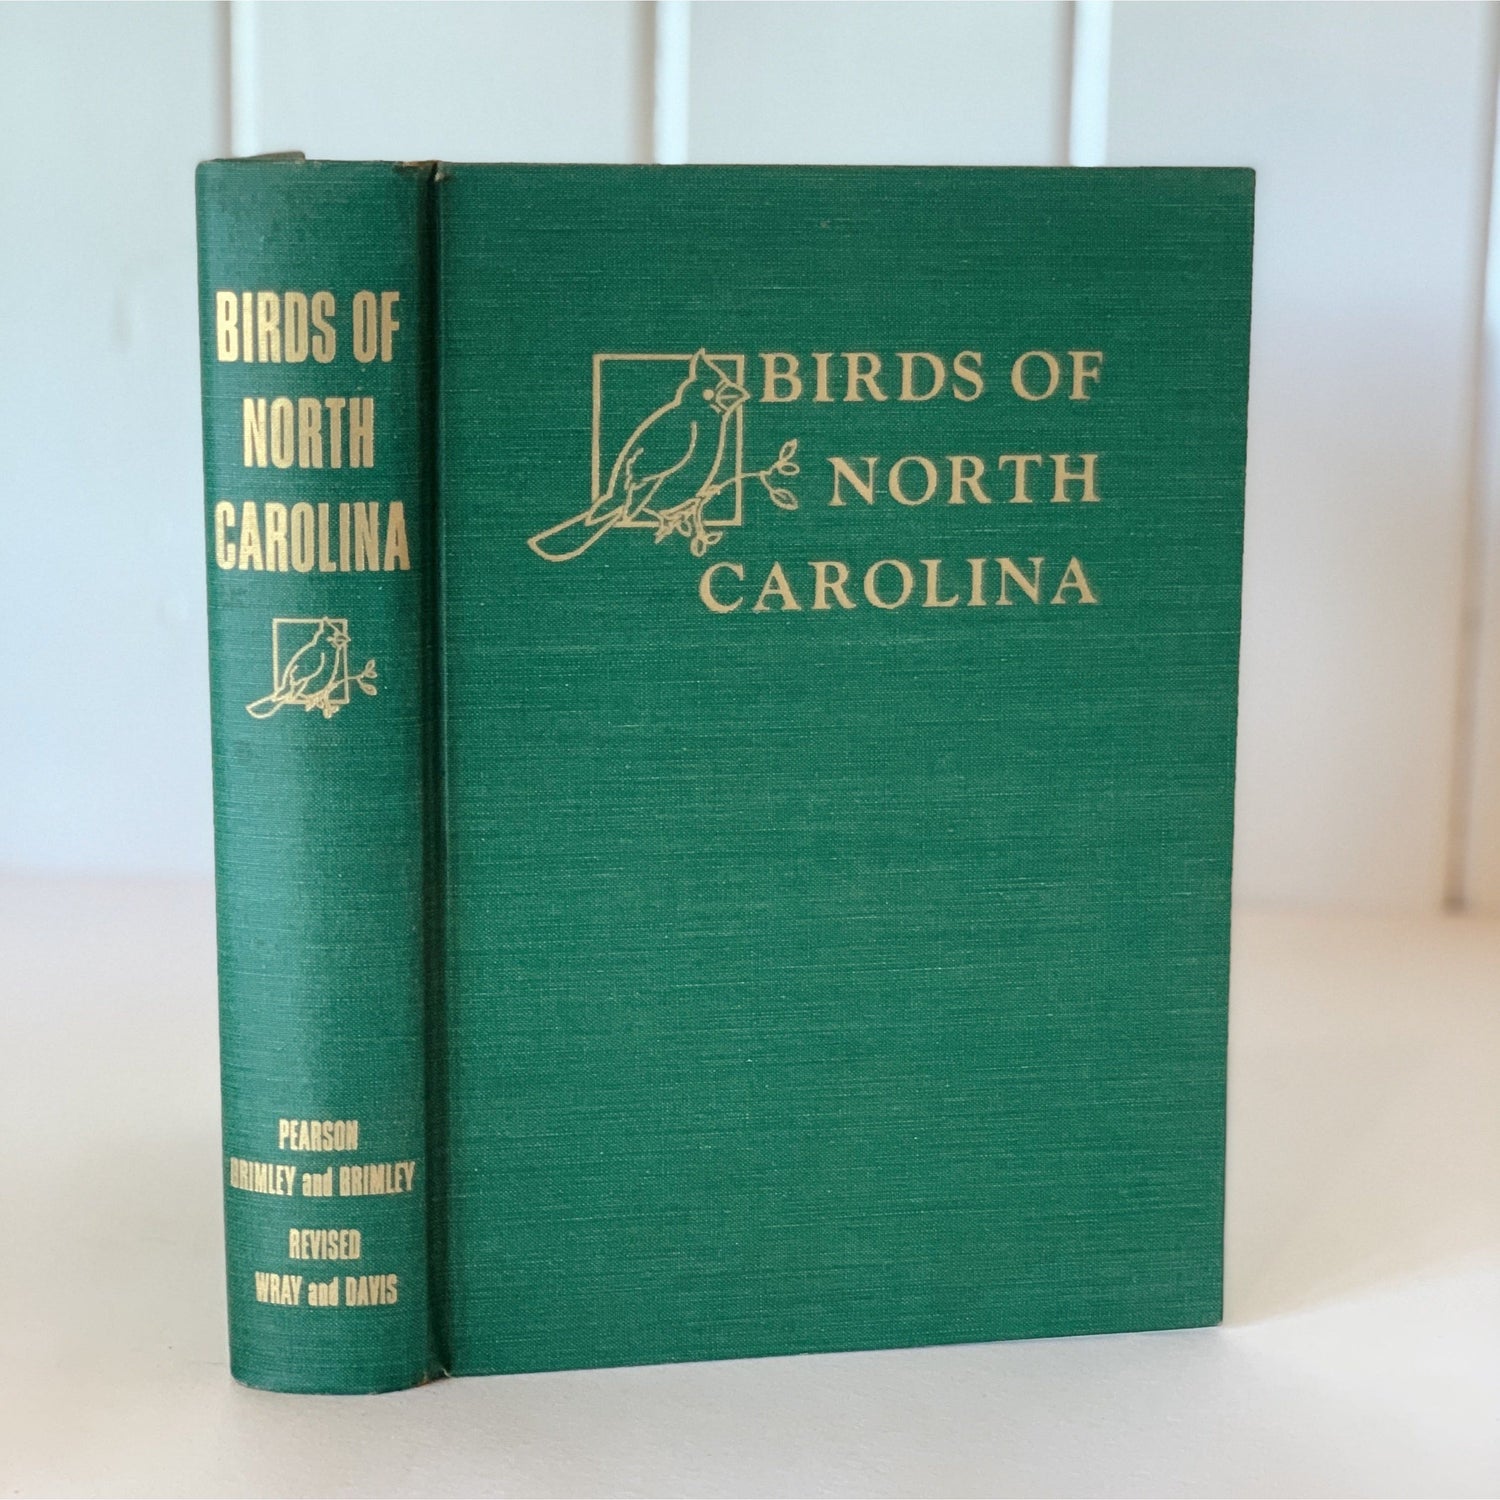 BIRDS OF
NORTH
CAROLINA
PEARSON
BRIMLEY and BRIMLEY
REVISED
WRAY and DAVIS
BIRDS OF
NORTH
CAROLINA